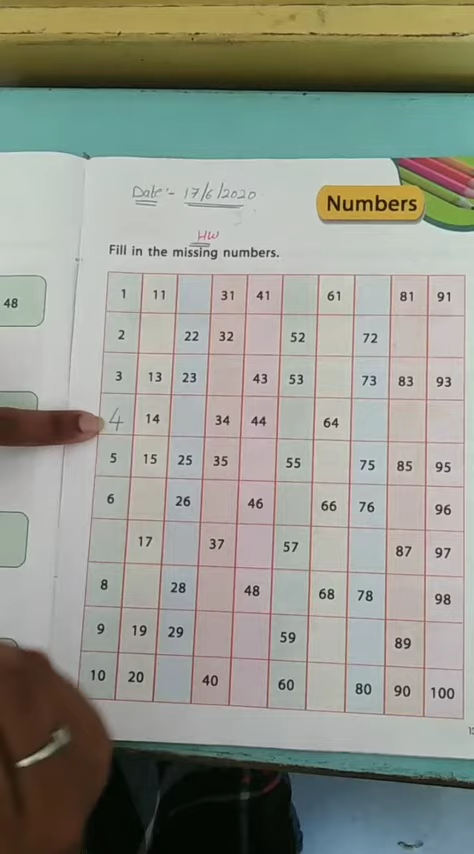 48
Date:- 17/6/2020
Numbers
HW
Fill in the missing numbers.
1 11 31 41 61 81 91
2 22 32 52 72
3 13 23 43 53 73 83 93
4 14 34 44 64
5 15 25 35 55 75 85 95
6 26 46 66 76 96
17 37 57 87 97
8 28 48 68 78 98
9 19 29 59 89
10 20 40 60 80 90 100